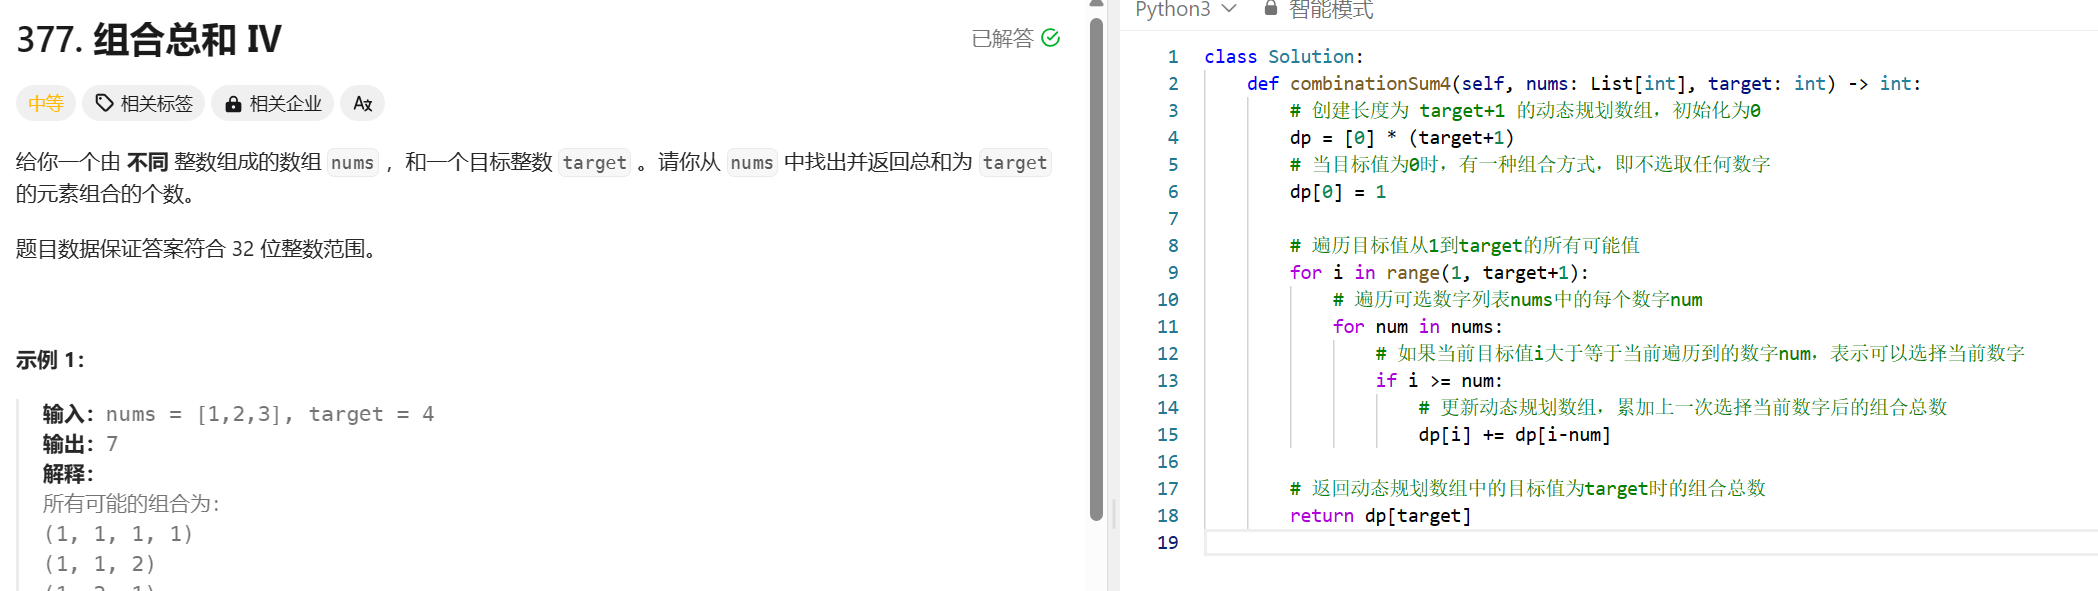 377. 组合总和 Ⅳ
已解答
中等
相关标签
相关企业
给你一个由 不同 整数组成的数组 nums ，和一个目标整数 target 。请你从 nums 中找出并返回总和为 target
的元素组合的个数。
题目数据保证答案符合 32 位整数范围。
示例 1：
输入：nums = [1,2,3], target = 4
输出：7
解释：
所有可能的组合为：
(1, 1, 1, 1)
(1, 1, 2)
Python3
智能模式
1 class Solution:
2 def combinationSum4(self, nums: List[int], target: int) -> int:
3 # 创建长度为 target+1 的动态规划数组，初始化为0
4 dp = [0] * (target+1)
5 # 当目标值为0时，有一种组合方式，即不选取任何数字
6 dp[0] = 1
7
8 # 遍历目标值从1到target的所有可能值
9 for i in range(1, target+1):
10 # 遍历可选数字列表nums中的每个数字num
11 for num in nums:
12 # 如果当前目标值i大于等于当前遍历到的数字num，表示可以选择当前数字
13 if i >= num:
14 # 更新动态规划数组，累加上一次选择当前数字后的组合总数
15 dp[i] += dp[i-num]
16
17 # 返回动态规划数组中的目标值为target时的组合总数
18 return dp[target]
19